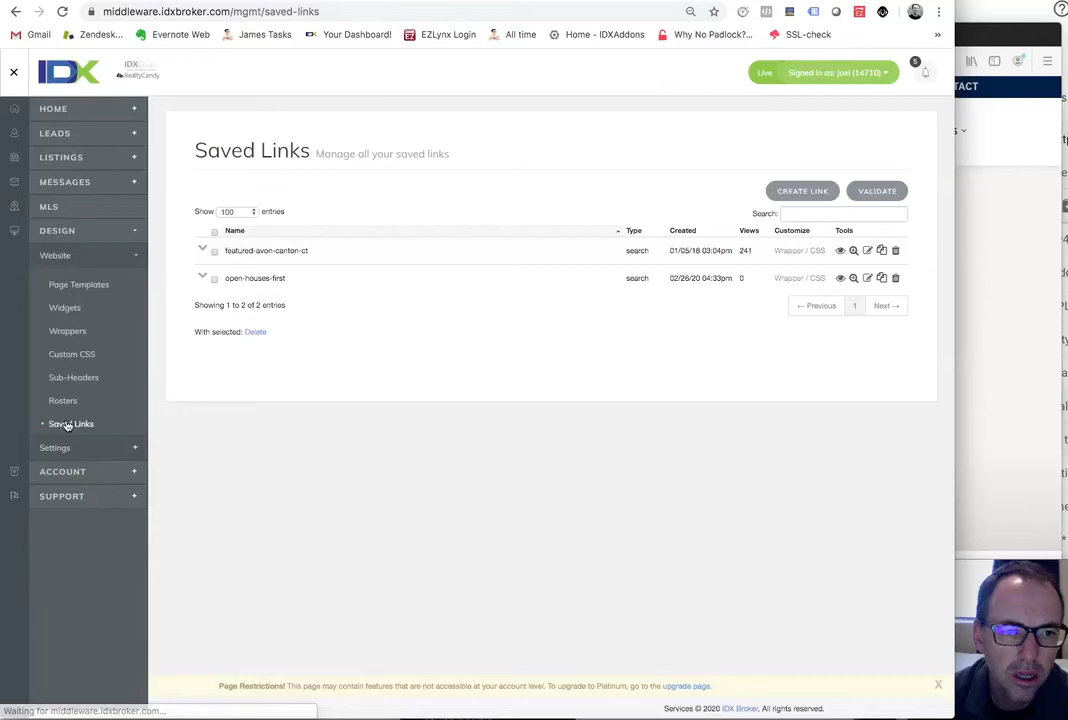 middleware.idxbroker.com/mgmt/saved-links
Gmail Zendesk... Evernote Web James Tasks Your Dashboard! EZLynx Login All time Home - IDXAddons Why No Padlock?... SSL-check »
IDX
RealtyCandy
Live Signed in as: Joel (14710)
5
TACT
HOME +
LEADS +
LISTINGS +
MESSAGES +
MLS
DESIGN -
Website -
Page Templates
Widgets
Wrappers
Custom CSS
Sub-Headers
Rosters
Saved Links
Settings +
ACCOUNT +
SUPPORT +
Saved Links Manage all your saved links
CREATE LINK VALIDATE
Show 100 entries Search:
Name Type Created Views Customize Tools
featured-avon-canton-ct search 01/05/18 03:04pm 241 Wrapper / CSS
open-houses-first search 02/26/20 04:33pm 0 Wrapper / CSS
Showing 1 to 2 of 2 entries ← Previous 1 Next →
With selected: Delete
Page Restrictions! This page may contain features that are not accessible at your account level. To upgrade to Platinum, go to the upgrade page. X
Services © 2020 IDX Broker. All rights reserved.
Waiting for middleware.idxbroker.com...